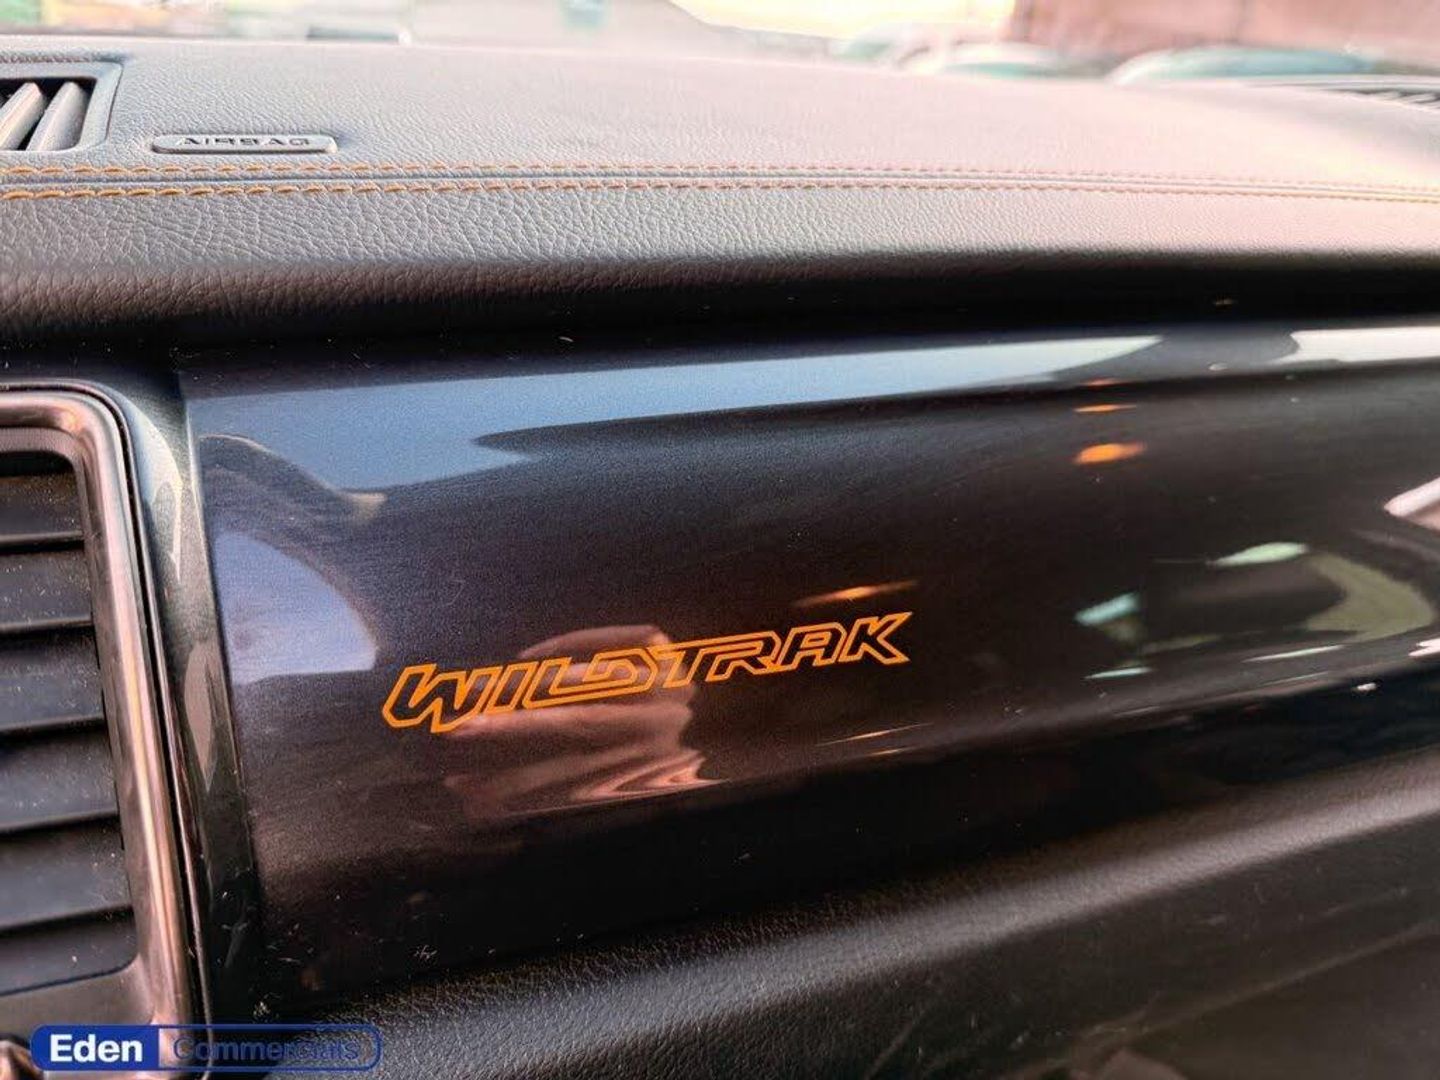 AIRBAG
WILDTRAK
Eden Commercials